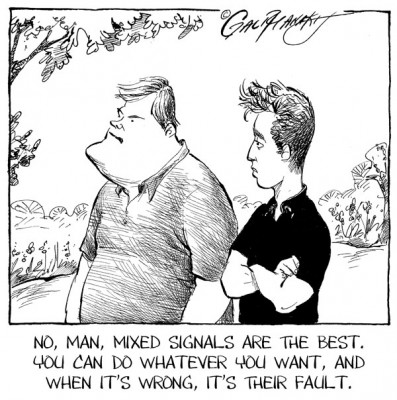 NO, MAN, MIXED SIGNALS ARE THE BEST.
YOU CAN DO WHATEVER YOU WANT, AND
WHEN IT'S WRONG, IT'S THEIR FAULT.